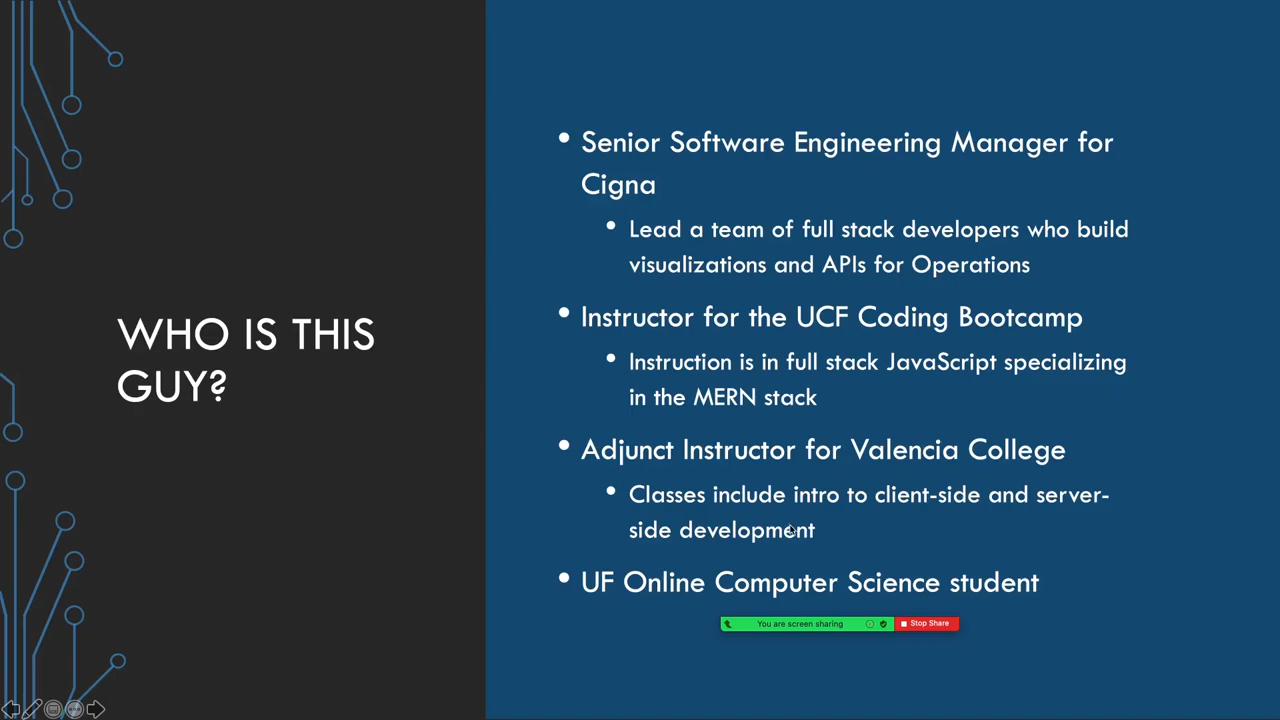 WHO IS THIS
GUY?
• Senior Software Engineering Manager for
Cigna
• Lead a team of full stack developers who build
visualizations and APIs for Operations
• Instructor for the UCF Coding Bootcamp
• Instruction is in full stack JavaScript specializing
in the MERN stack
• Adjunct Instructor for Valencia College
• Classes include intro to client-side and server-
side development
• UF Online Computer Science student
You are screen sharing
Stop Share